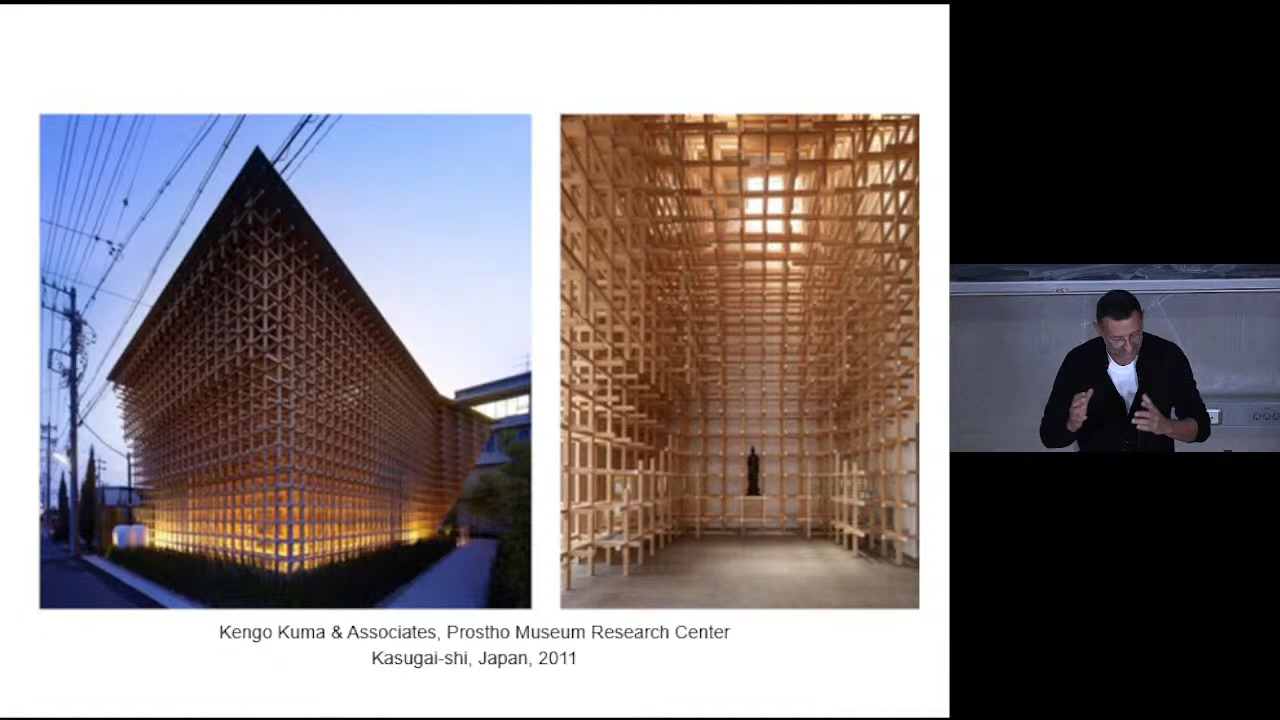 Kengo Kuma & Associates, Prostho Museum Research Center
Kasugai-shi, Japan, 2011